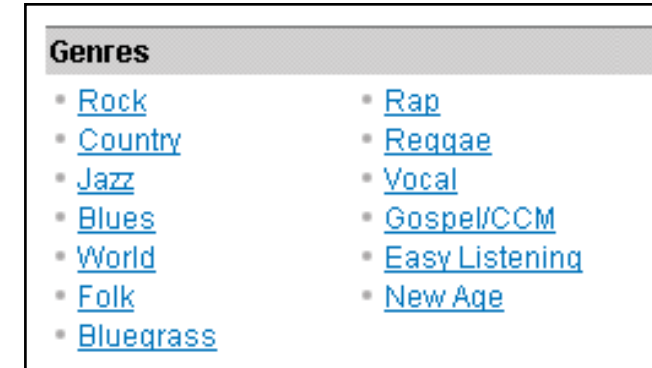 Genres
Rock
Country
Jazz
Blues
World
Folk
Bluegrass
Rap
Reggae
Vocal
Gospel/CCM
Easy Listening
New Age